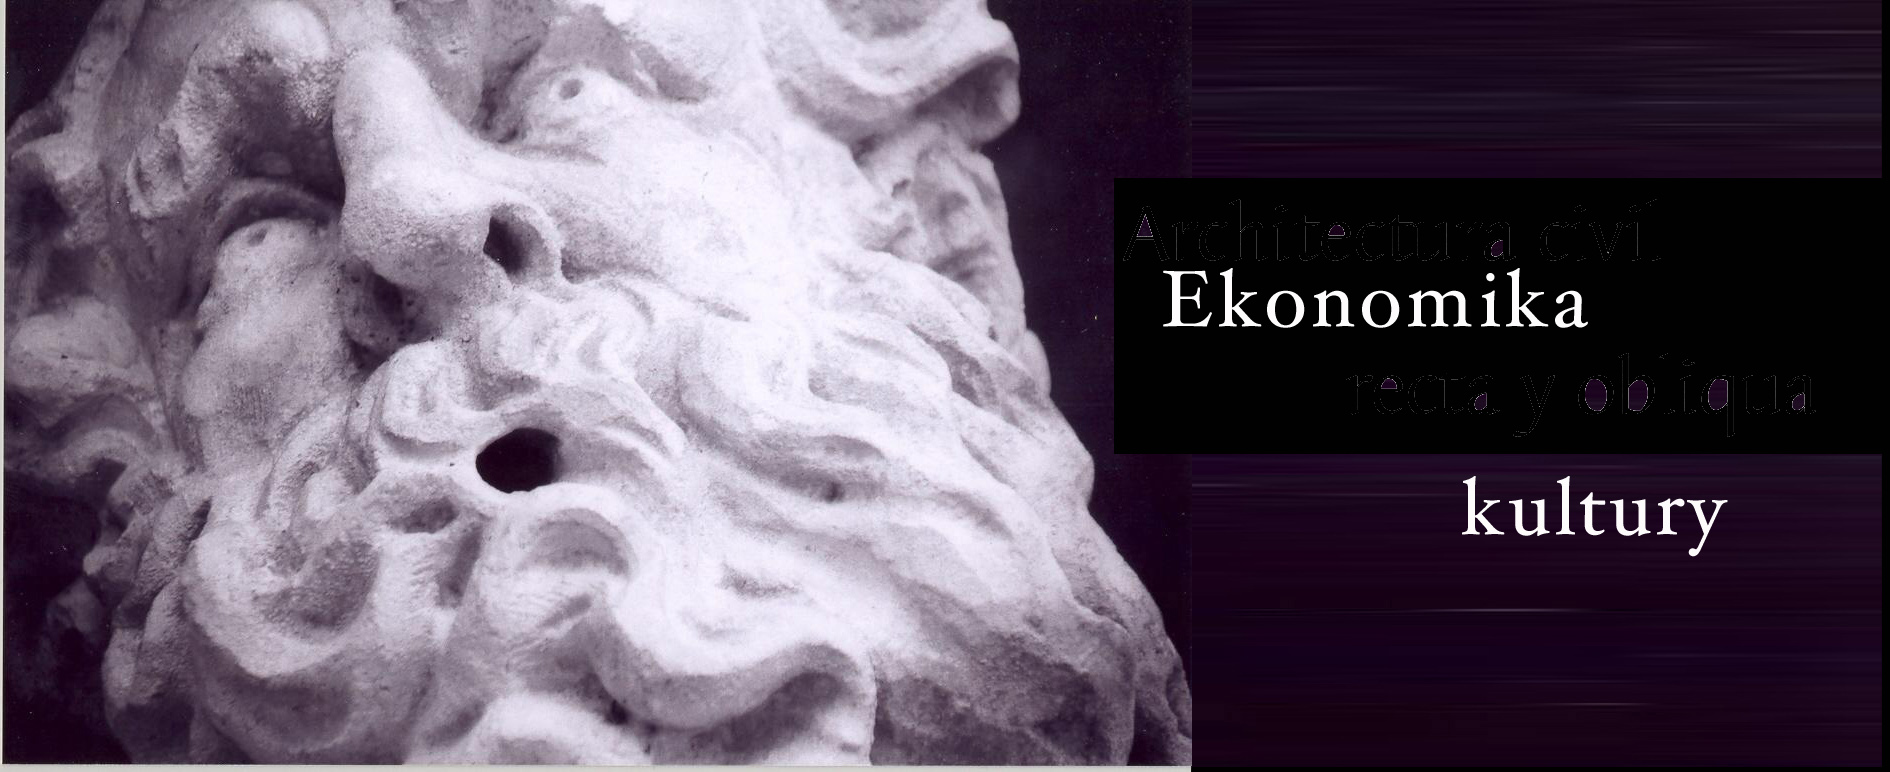 Architectura civil
Ekonomika
recta y obliqua
kultury